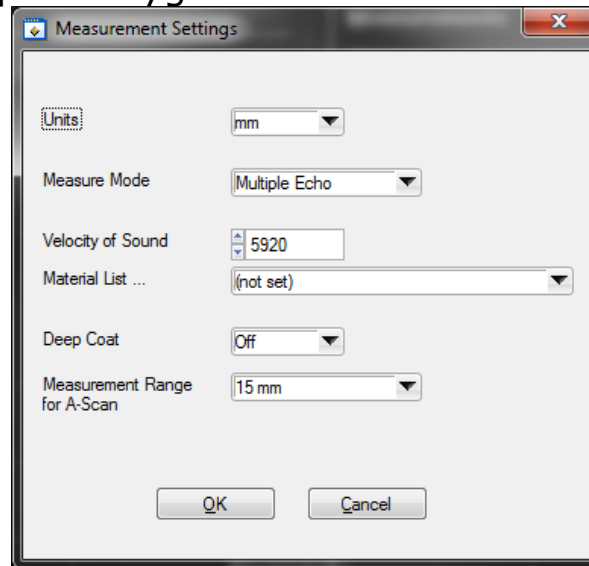 Measurement Settings
Units mm
Measure Mode Multiple Echo
Velocity of Sound 5920
Material List ... (not set)
Deep Coat Off
Measurement Range 15 mm
for A-Scan
OK Cancel